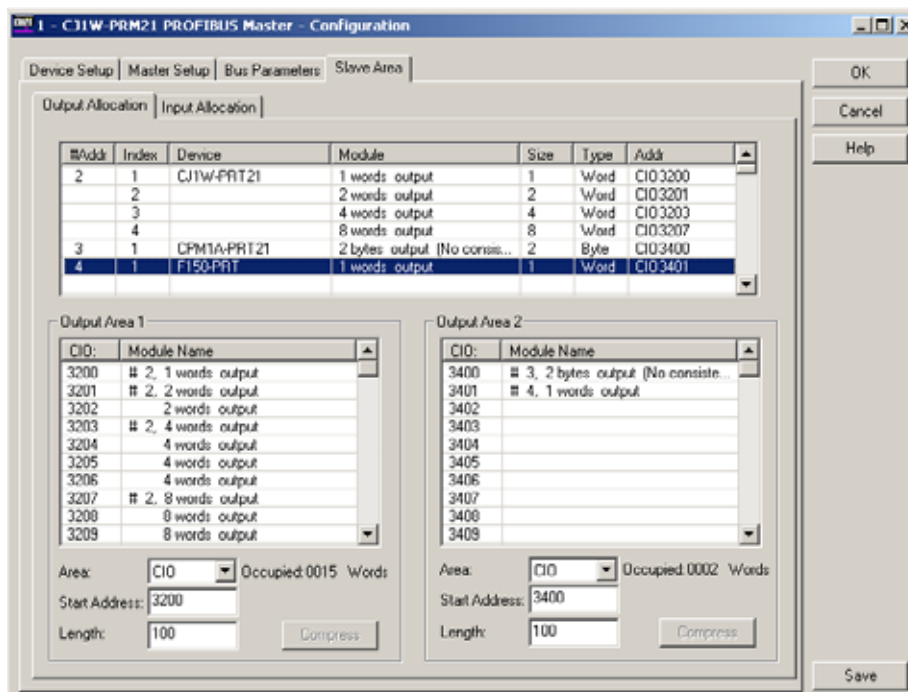 1 - CJ1W-PRM21 PROFIBUS Master - Configuration
Device Setup Master Setup Bus Parameters Slave Area
OK
Output Allocation Input Allocation
Cancel
Help
#Addr Index Device Module Size Type Addr
2 1 CJ1W-PRT21 1 words output 1 Word CIO3200
2 2 words output 2 Word CIO3201
3 4 words output 4 Word CIO3203
4 8 words output 8 Word CIO3207
3 1 CPM1A-PRT21 2 bytes output (No consis... 2 Byte CIO3400
4 1 F150-PRT 1 words output 1 Word CIO3401
Output Area 1
CIO: Module Name
3200 # 2, 1 words output
3201 # 2, 2 words output
3202 2 words output
3203 # 2, 4 words output
3204 4 words output
3205 4 words output
3206 4 words output
3207 # 2, 8 words output
3208 8 words output
3209 8 words output
Area: CIO Occupied:0015 Words
Start Address: 3200
Length: 100 Compress
Output Area 2
CIO: Module Name
3400 # 3, 2 bytes output (No consiste...
3401 # 4, 1 words output
3402
3403
3404
3405
3406
3407
3408
3409
Area: CIO Occupied:0002 Words
Start Address: 3400
Length: 100 Compress
Save